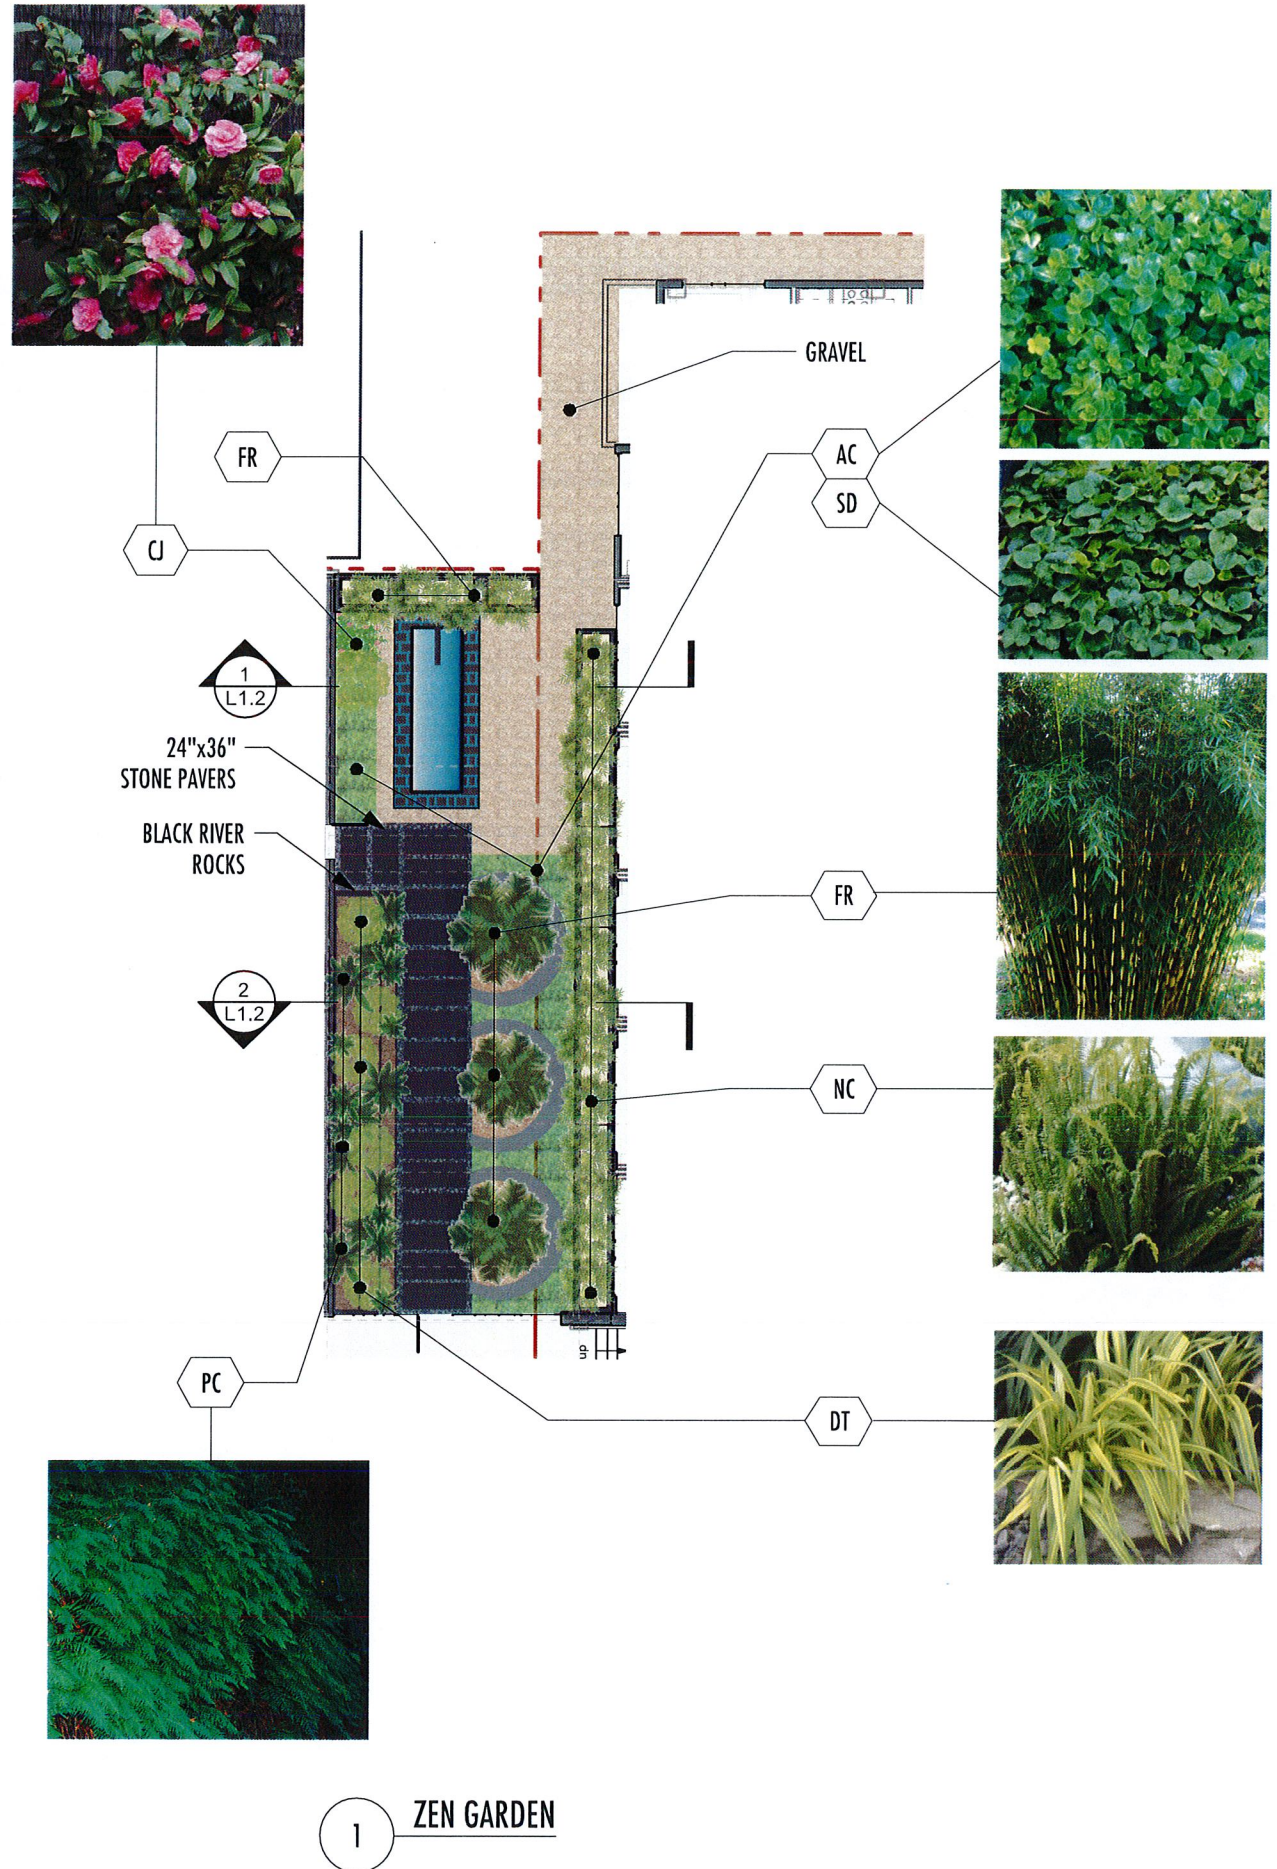 GRAVEL
FR
AC
SD
CJ
1
L1.2
24"x36"
STONE PAVERS
BLACK RIVER
ROCKS
FR
2
L1.2
NC
dn
PC
DT
1
ZEN GARDEN